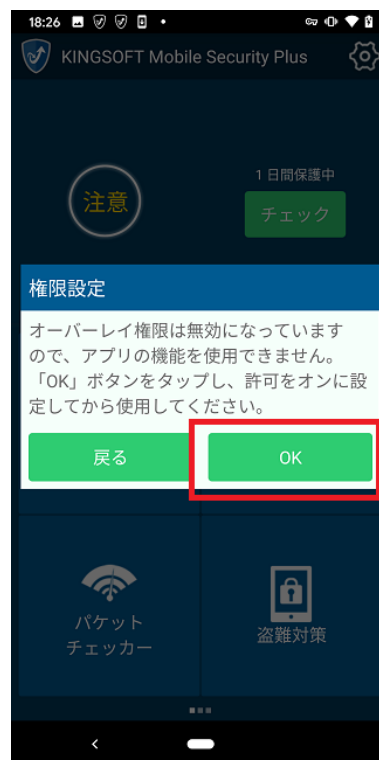 18:26
KINGSOFT Mobile Security Plus
1日間保護中
注意
チェック
権限設定
オーバーレイ権限は無効になっています
ので、アプリの機能を使用できません。
「OK」ボタンをタップし、許可をオンに設
定してから使用してください。
戻る
OK
パケット
チェッカー
盗難対策